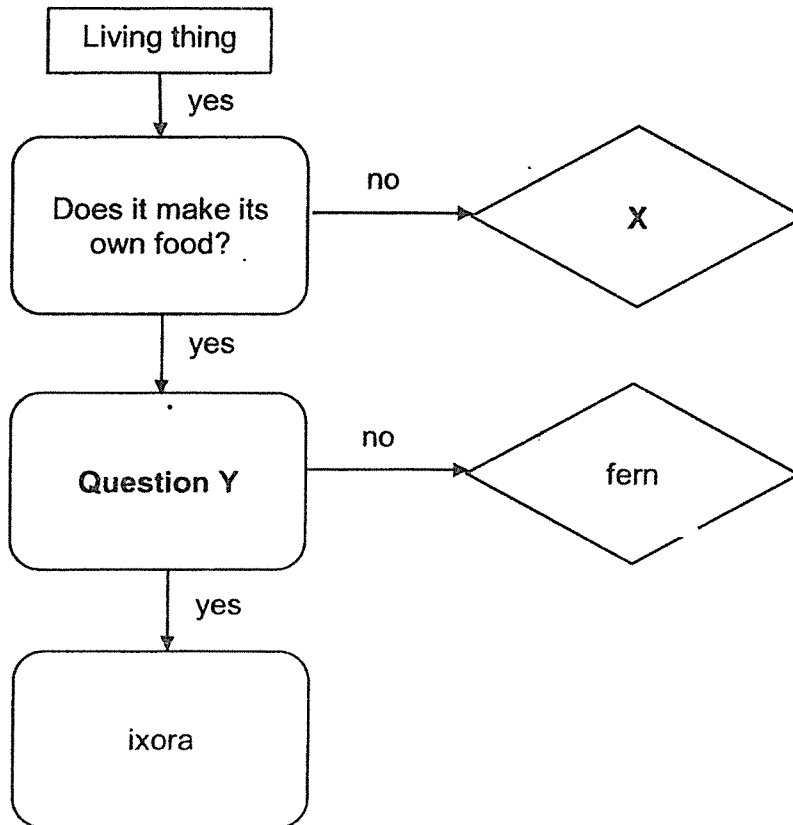 Living thing
yes
Does it make its
own food?
no
X
yes
Question Y
no
fern
yes
ixora